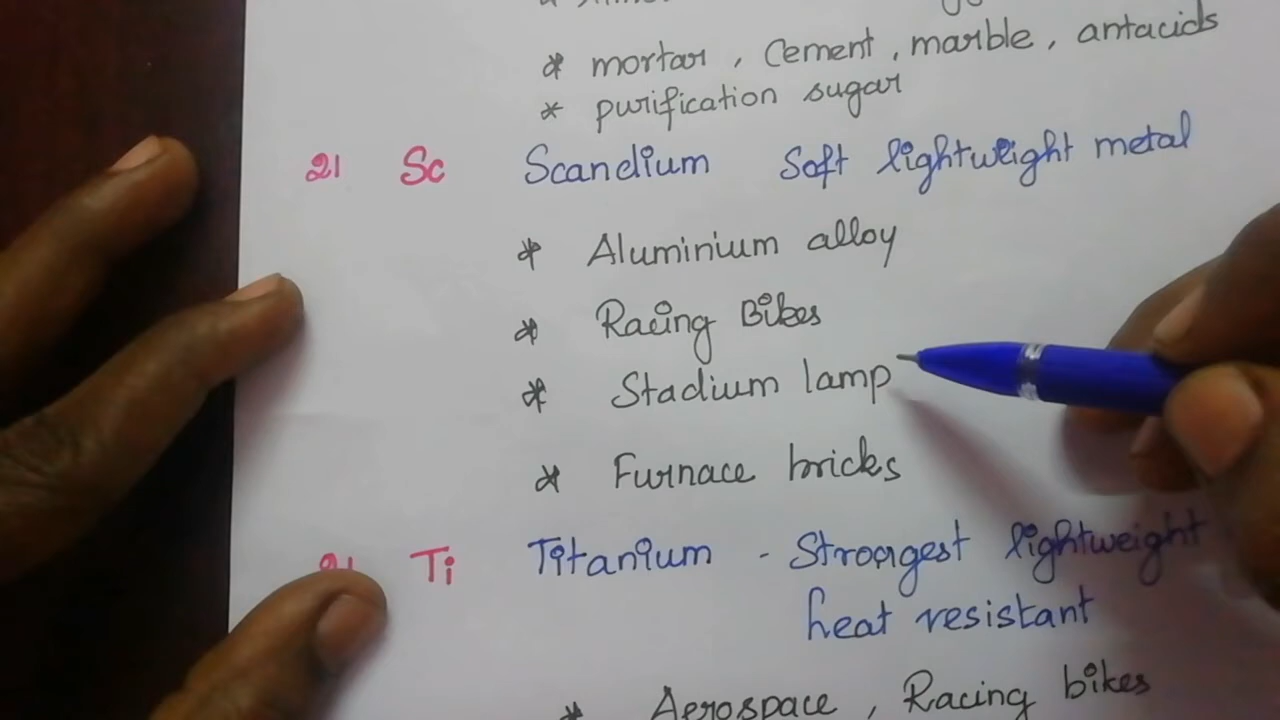 * mortar , Cement , marble , antacids
* purification sugar
21 Sc Scandium Soft lightweight metal
* Aluminium alloy
* Racing Bikes
* Stadium lamp
* Furnace bricks
Ti Titanium - Strongest lightweight
heat resistant
* Aerospace , Racing bikes